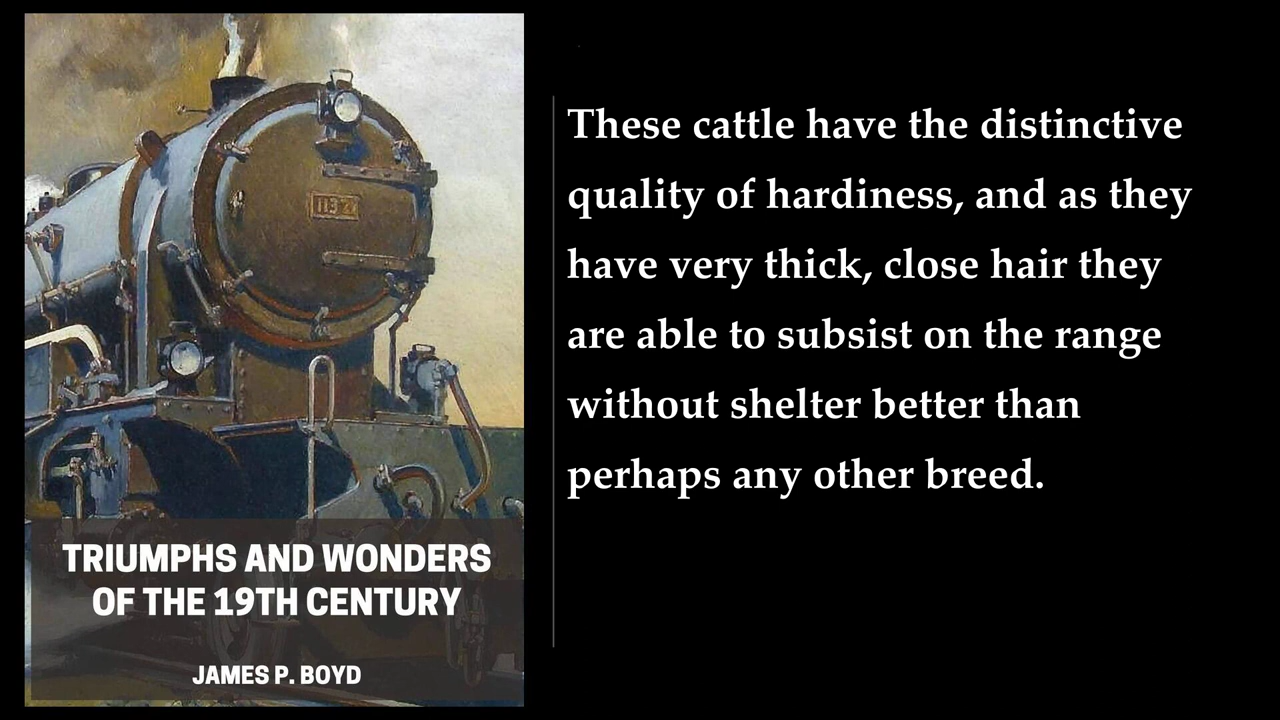 TRIUMPHS AND WONDERS
OF THE 19TH CENTURY
JAMES P. BOYD
These cattle have the distinctive
quality of hardiness, and as they
have very thick, close hair they
are able to subsist on the range
without shelter better than
perhaps any other breed.